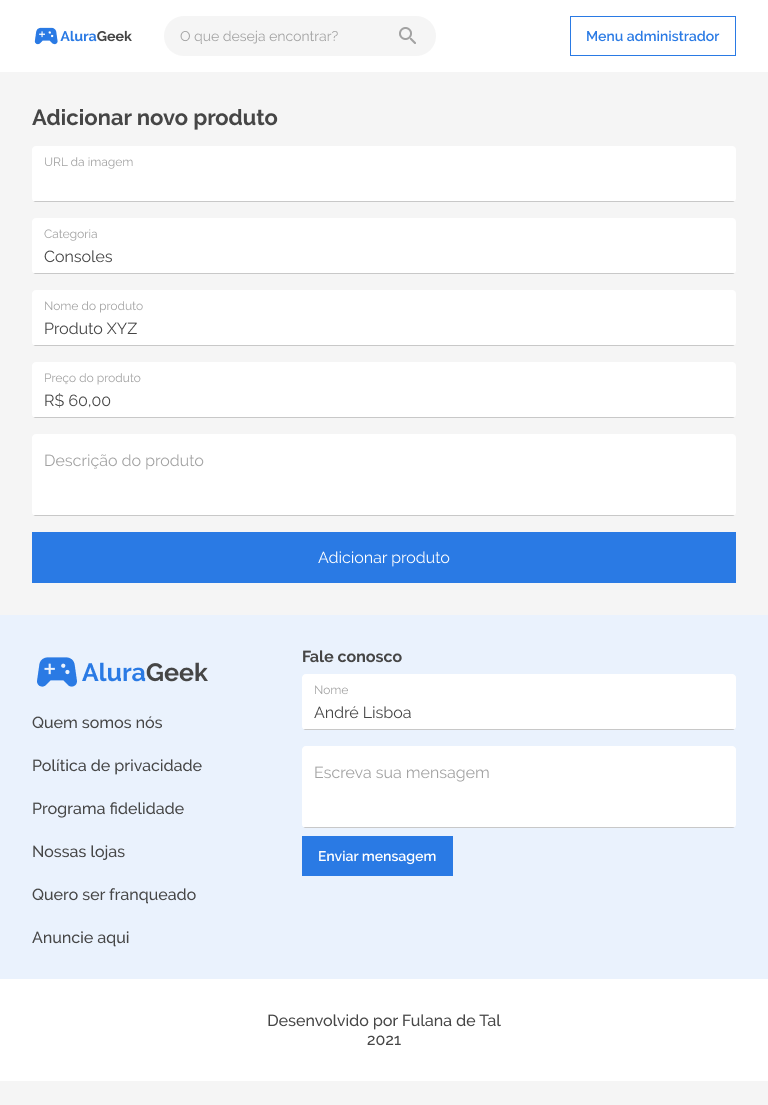 AluraGeek
O que deseja encontrar?
Menu administrador
Adicionar novo produto
URL da imagem
Categoria
Consoles
Nome do produto
Produto XYZ
Preço do produto
R$ 60,00
Descrição do produto
Adicionar produto
AluraGeek
Quem somos nós
Política de privacidade
Programa fidelidade
Nossas lojas
Quero ser franqueado
Anuncie aqui
Fale conosco
Nome
André Lisboa
Escreva sua mensagem
Enviar mensagem
Desenvolvido por Fulana de Tal
2021